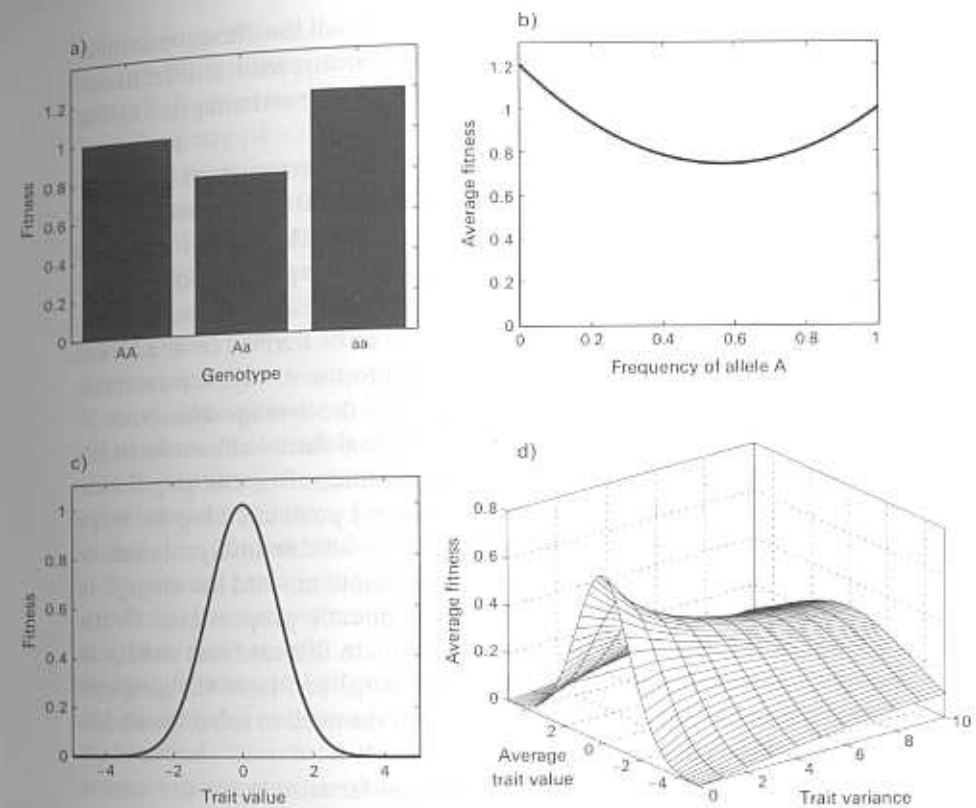 a)
1.2
1
0.8
0.6
0.4
0.2
0
Fitness
AA
Aa
aa
Genotype
b)
1.2
1
0.8
0.6
0.4
0.2
0
Average fitness
0
0.2
0.4
0.6
0.8
1
Frequency of allele A
c)
1
0.8
0.6
0.4
0.2
0
Fitness
-4
-2
0
2
4
Trait value
d)
0.8
0.6
0.4
0.2
0
Average fitness
2
0
-2
-4
Average
trait value
0
2
4
6
8
10
Trait variance